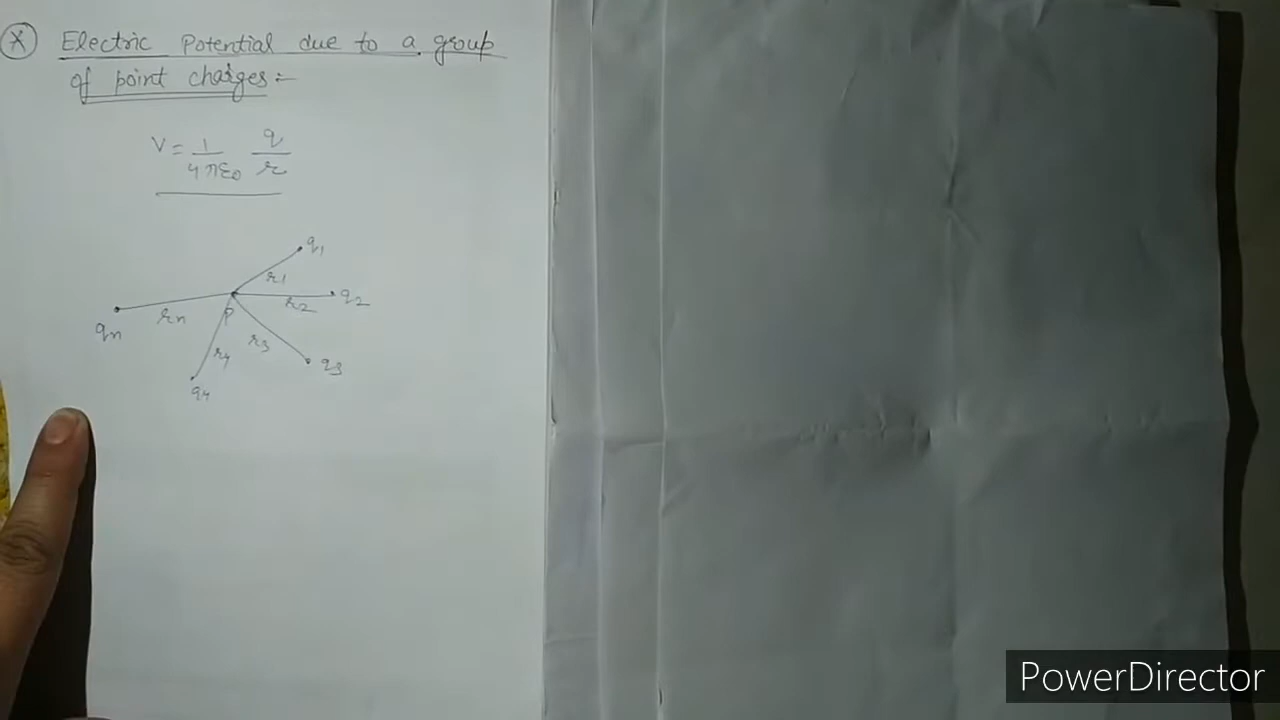 (X) Electric Potential due to a group
of point charges :-
V = 1/4πε0 q/r
q1
r1
r2 q2
rn P
qn r3
r4 q3
q4
PowerDirector